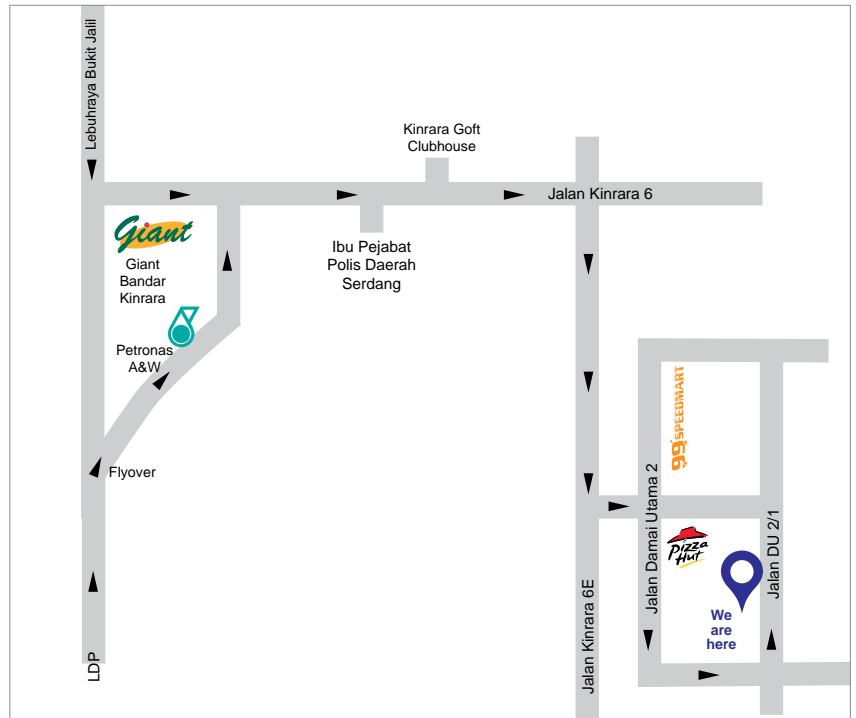 Lebuhraya Bukit Jalil
Kinrara Goft
Clubhouse
Jalan Kinrara 6
Giant
Giant
Bandar
Kinrara
Ibu Pejabat
Polis Daerah
Serdang
Petronas
A&W
Flyover
99 SPEEDMART
Jalan Damai Utama 2
Pizza
Hut
Jalan DU 2/1
We
are
here
Jalan Kinrara 6E
LDP